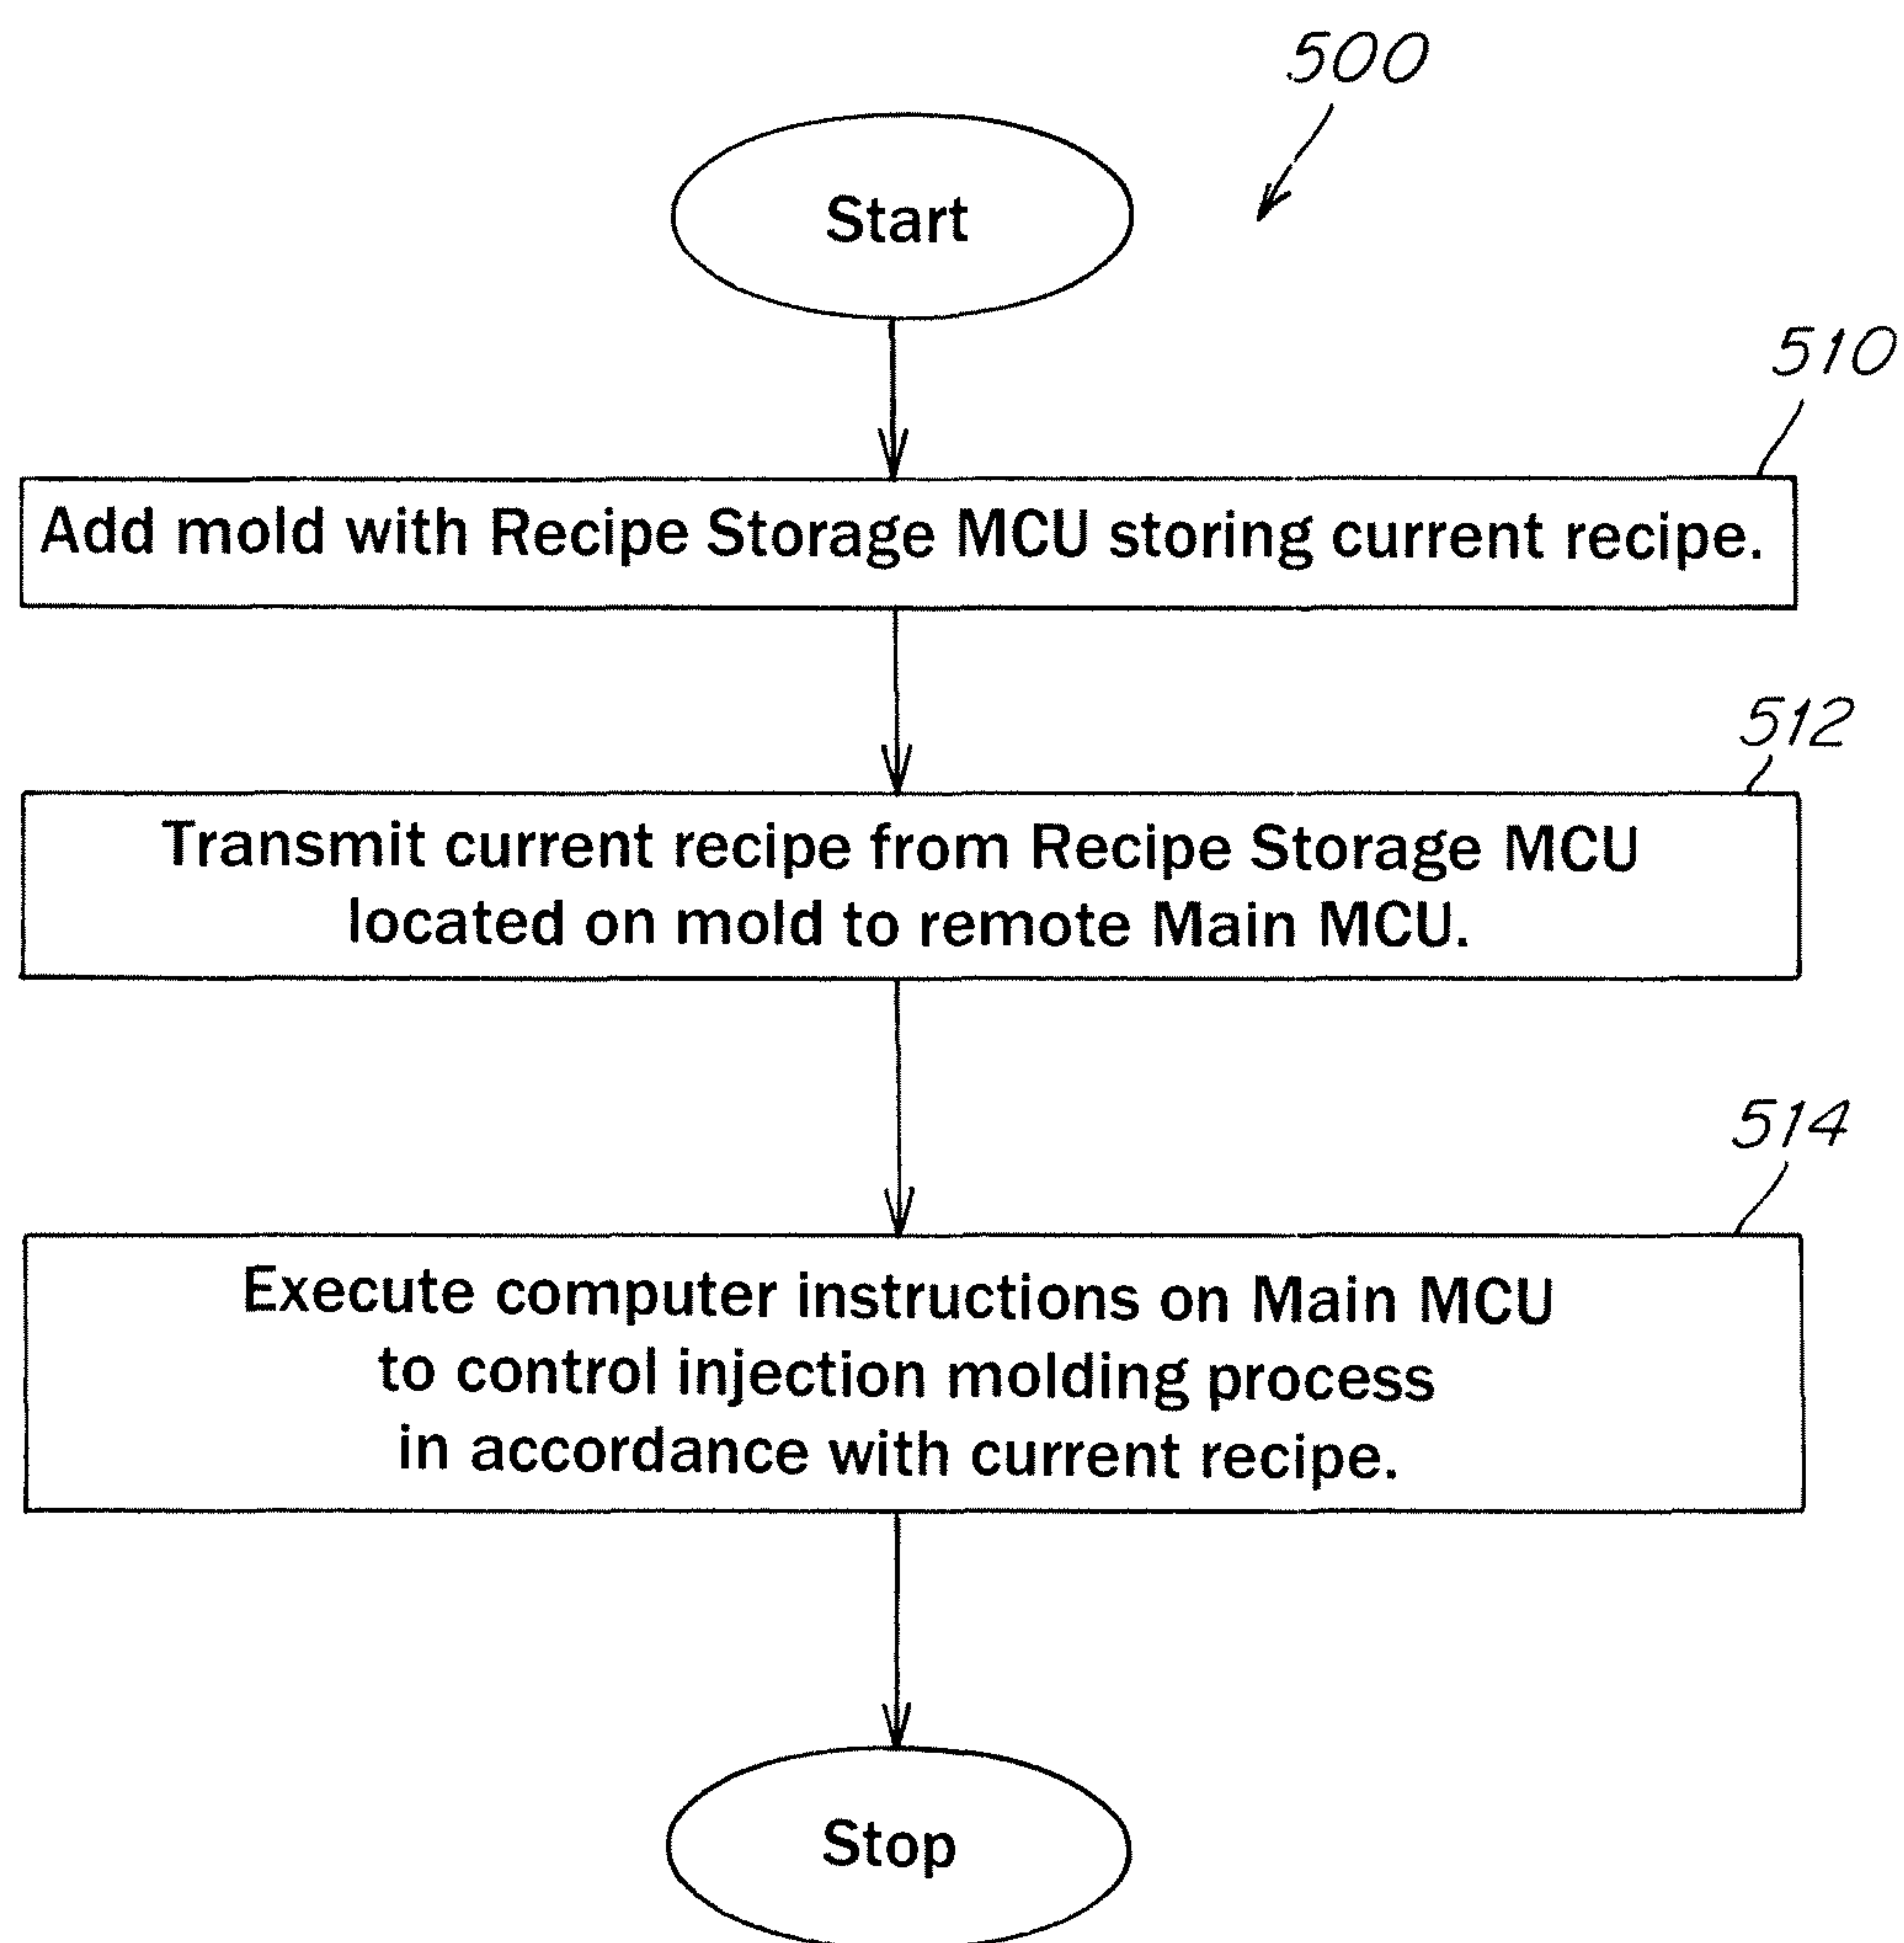 500
Start
510
Add mold with Recipe Storage MCU storing current recipe.
512
Transmit current recipe from Recipe Storage MCU
located on mold to remote Main MCU.
514
Execute computer instructions on Main MCU
to control injection molding process
in accordance with current recipe.
Stop